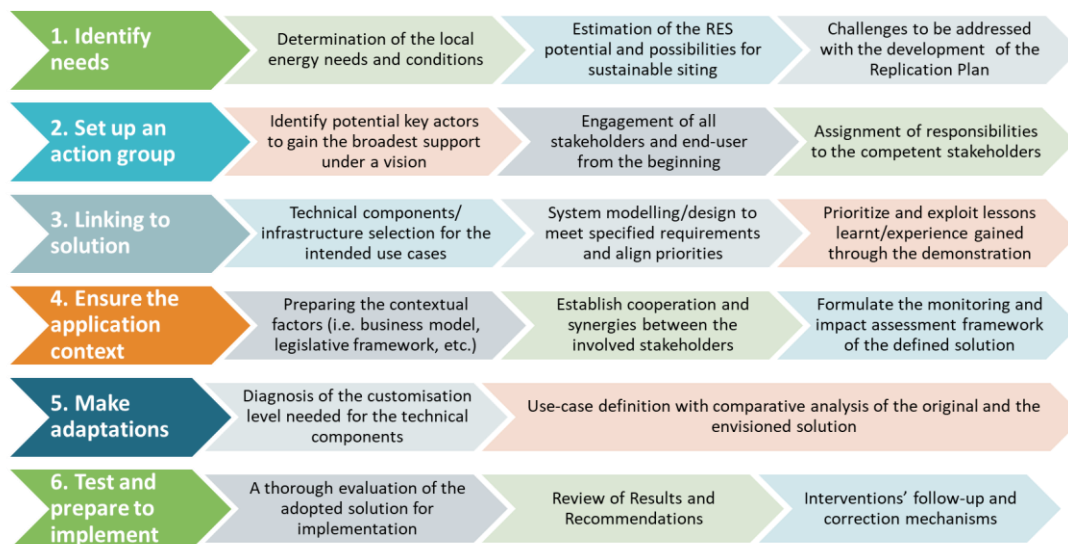 1. Identify
needs
Determination of the local
energy needs and conditions
Estimation of the RES
potential and possibilities for
sustainable siting
Challenges to be addressed
with the development of the
Replication Plan
2. Set up an
action group
Identify potential key actors
to gain the broadest support
under a vision
Engagement of all
stakeholders and end-user
from the beginning
Assignment of responsibilities
to the competent stakeholders
3. Linking to
solution
Technical components/
infrastructure selection for the
intended use cases
System modelling/design to
meet specified requirements
and align priorities
Prioritize and exploit lessons
learnt/experience gained
through the demonstration
4. Ensure the
application
context
Preparing the contextual
factors (i.e. business model,
legislative framework, etc.)
Establish cooperation and
synergies between the
involved stakeholders
Formulate the monitoring and
impact assessment framework
of the defined solution
5. Make
adaptations
Diagnosis of the customisation
level needed for the technical
components
Use-case definition with comparative analysis of the original and the
envisioned solution
6. Test and
prepare to
implement
A thorough evaluation of the
adopted solution for
implementation
Review of Results and
Recommendations
Interventions’ follow-up and
correction mechanisms